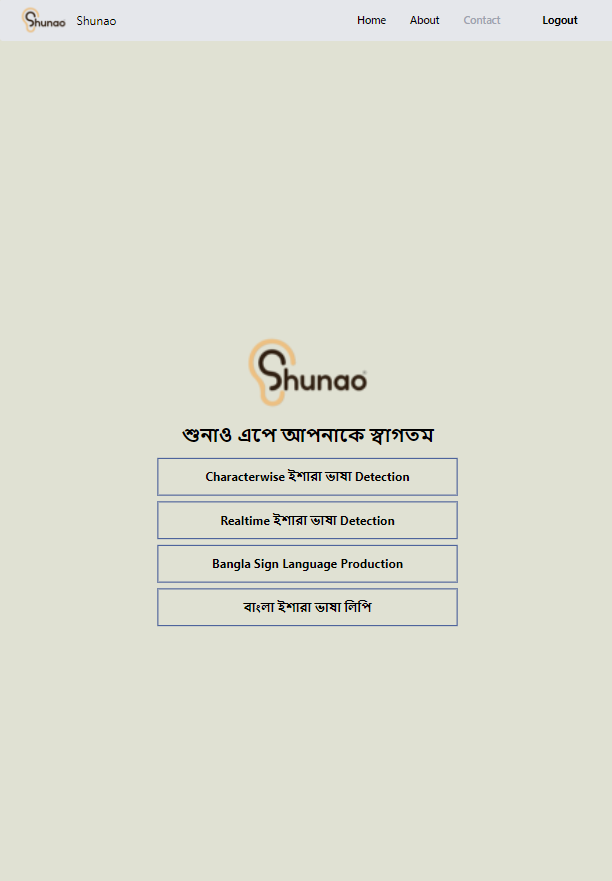 Shunao Shunao Home About Contact Logout
Shunao
শুনাও এপে আপনাকে স্বাগতম
Characterwise ইশারা ভাষা Detection
Realtime ইশারা ভাষা Detection
Bangla Sign Language Production
বাংলা ইশারা ভাষা লিপি